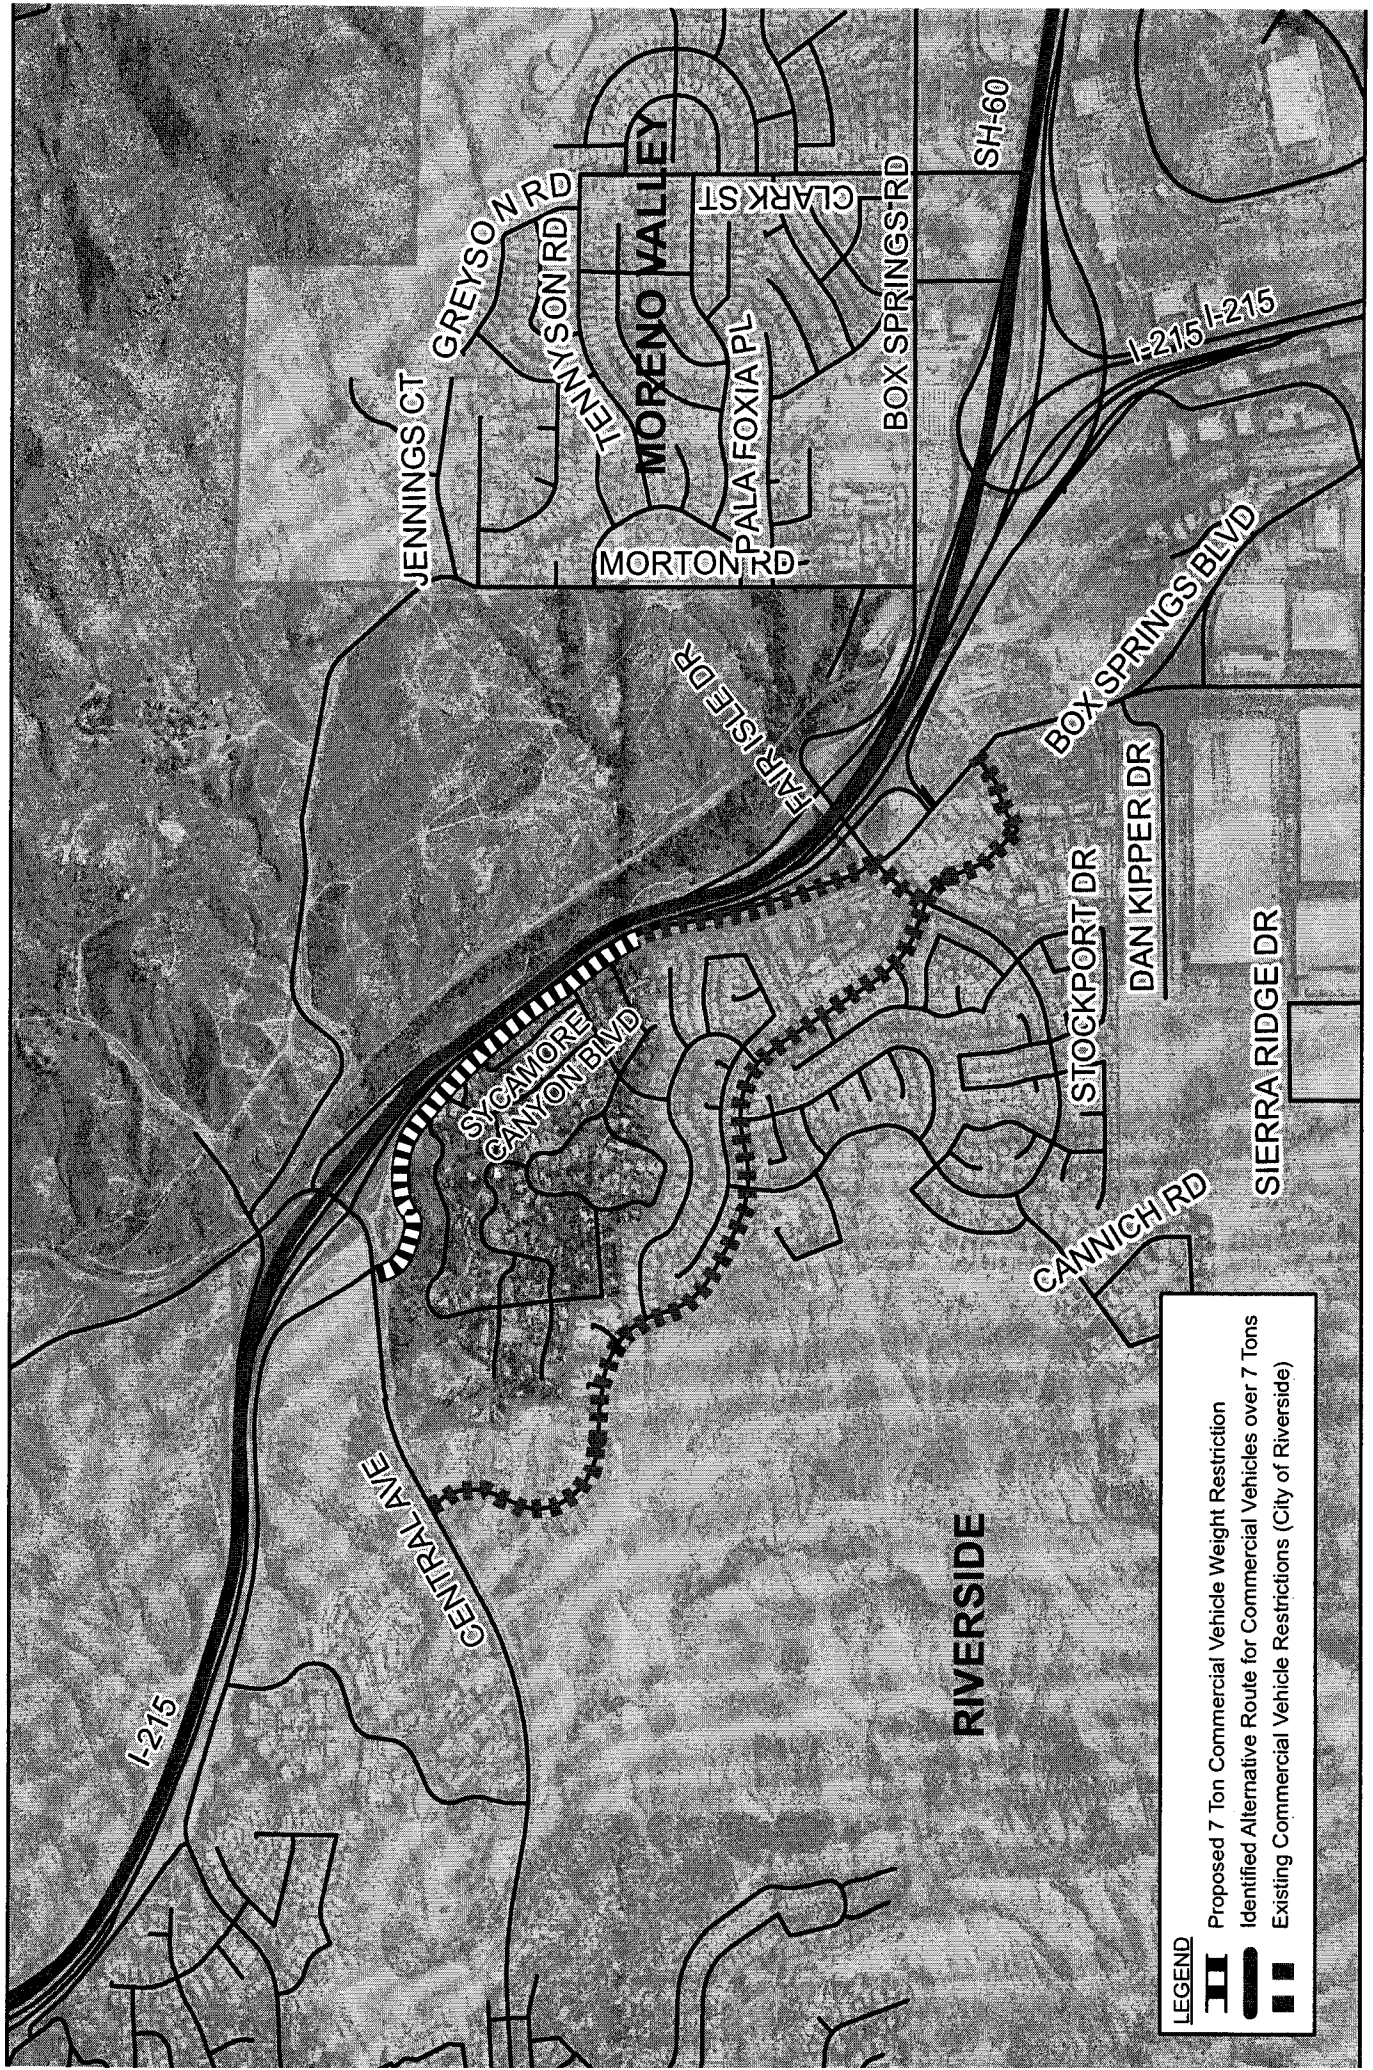 I-215
CENTRAL AVE
SYCAMORE
CANYON BLVD
FAIR ISLE DR
JENNINGS CT
GREYSON RD
TENNYSON RD
TENNYSON RD
MORENO VALLEY
PALA FOXIA PL
MORTON RD
CLARK ST
BOX SPRINGS RD
SH-60
I-215
I-215
BOX SPRINGS BLVD
DAN KIPPER DR
STOCKPORT DR
SIERRA RIDGE DR
CANNICH RD
RIVERSIDE
LEGEND
Proposed 7 Ton Commercial Vehicle Weight Restriction
Identified Alternative Route for Commercial Vehicles over 7 Tons
Existing Commercial Vehicle Restrictions (City of Riverside)